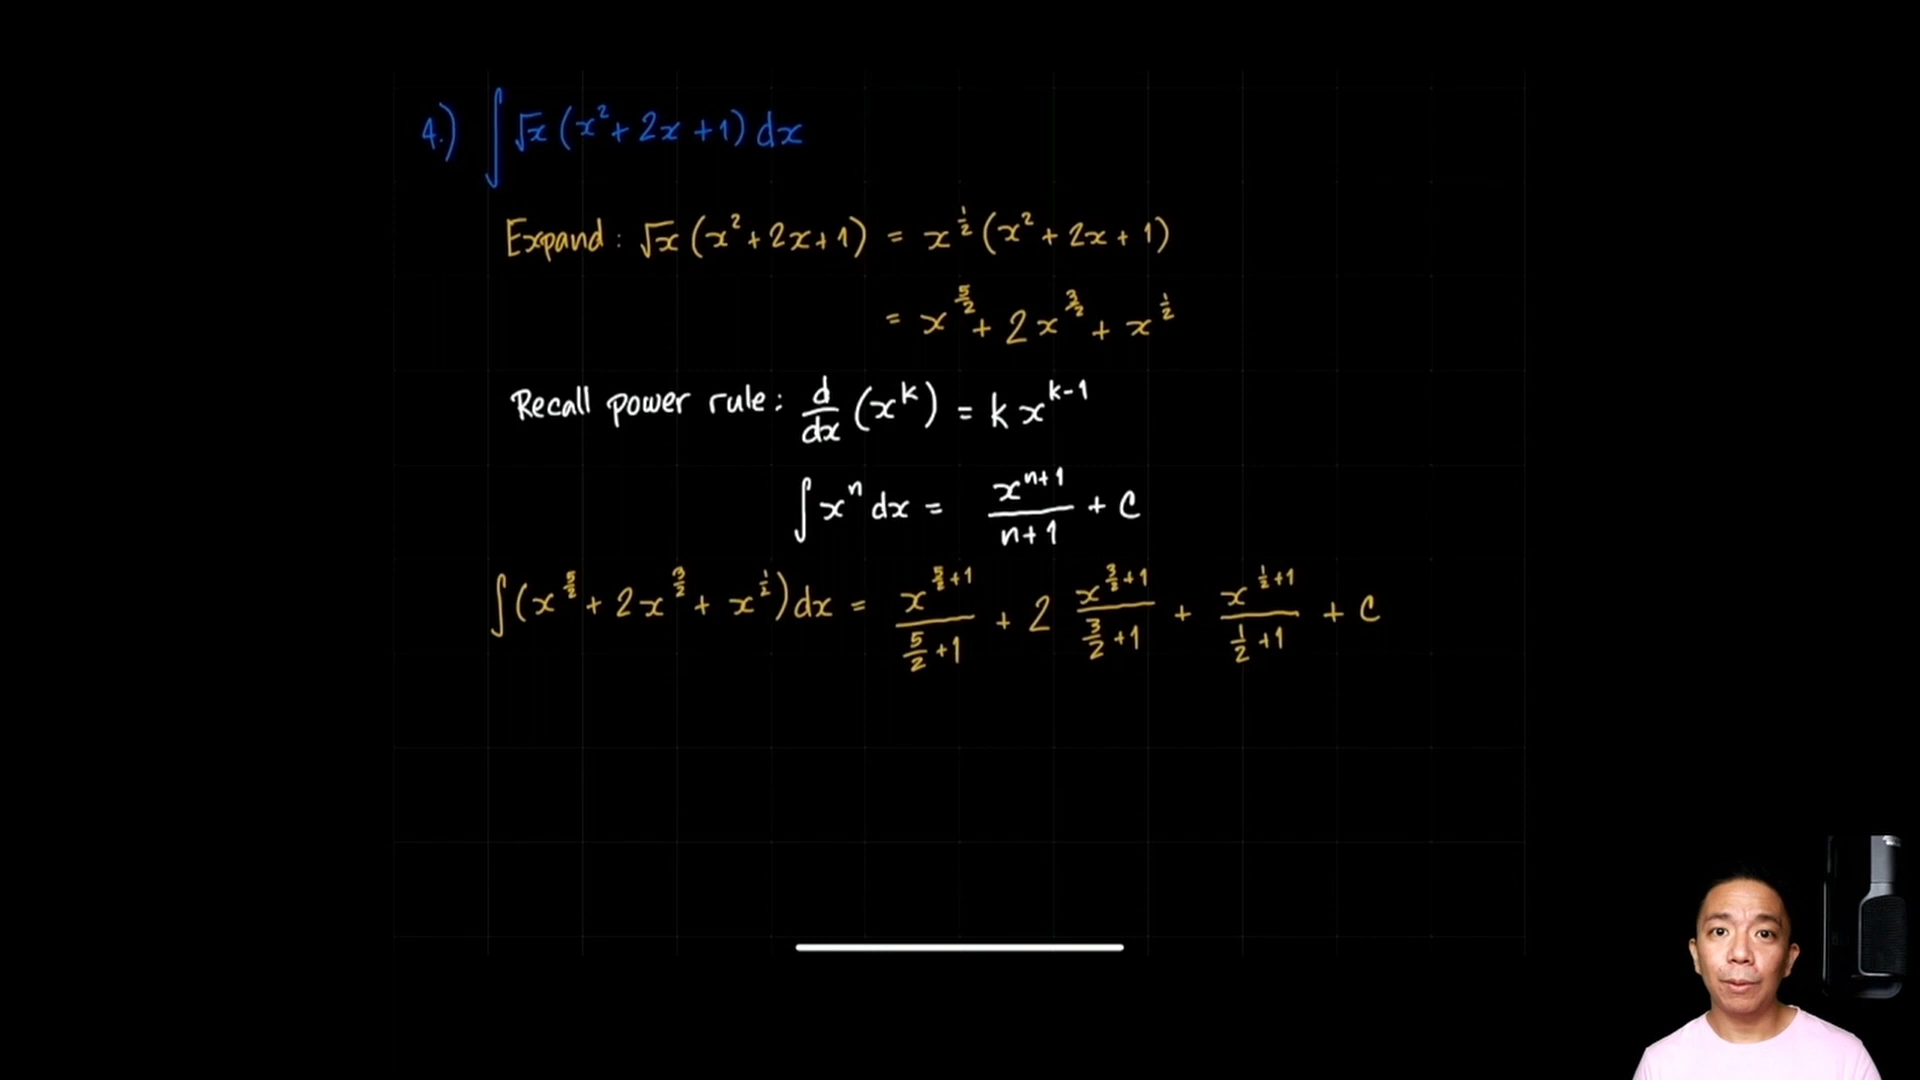 4.) ∫√x (x² + 2x + 1) dx
Expand: √x (x² + 2x + 1) = x^(1/2) (x² + 2x + 1)
= x^(5/2) + 2x^(3/2) + x^(1/2)
Recall power rule: d/dx (x^k) = k x^(k-1)
∫ x^n dx = x^(n+1)/(n+1) + C
∫(x^(5/2) + 2x^(3/2) + x^(1/2)) dx = x^(5/2+1)/(5/2+1) + 2 x^(3/2+1)/(3/2+1) + x^(1/2+1)/(1/2+1) + C